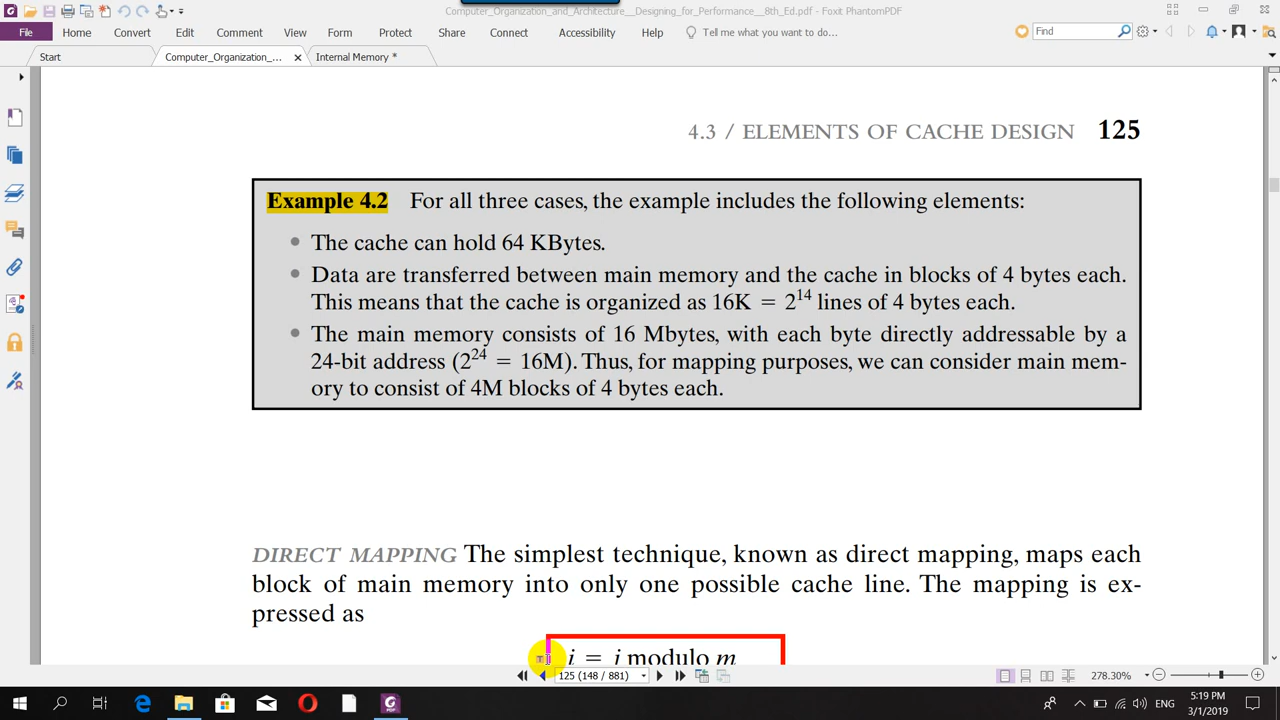 Computer_Organization_and_Architecture__Designing_for_Performance__8th_Ed.pdf - Foxit PhantomPDF
File Home Convert Edit Comment View Form Protect Share Connect Accessibility Help Tell me what you want to do... Find
Start Computer_Organization_... Internal Memory *
4.3 / ELEMENTS OF CACHE DESIGN 125
Example 4.2 For all three cases, the example includes the following elements:
• The cache can hold 64 KBytes.
• Data are transferred between main memory and the cache in blocks of 4 bytes each.
This means that the cache is organized as 16K = 2¹⁴ lines of 4 bytes each.
• The main memory consists of 16 Mbytes, with each byte directly addressable by a
24-bit address (2²⁴ = 16M). Thus, for mapping purposes, we can consider main mem-
ory to consist of 4M blocks of 4 bytes each.
DIRECT MAPPING The simplest technique, known as direct mapping, maps each
block of main memory into only one possible cache line. The mapping is ex-
pressed as
i = j modulo m
125 (148 / 881) 278.30%
5:19 PM
3/1/2019